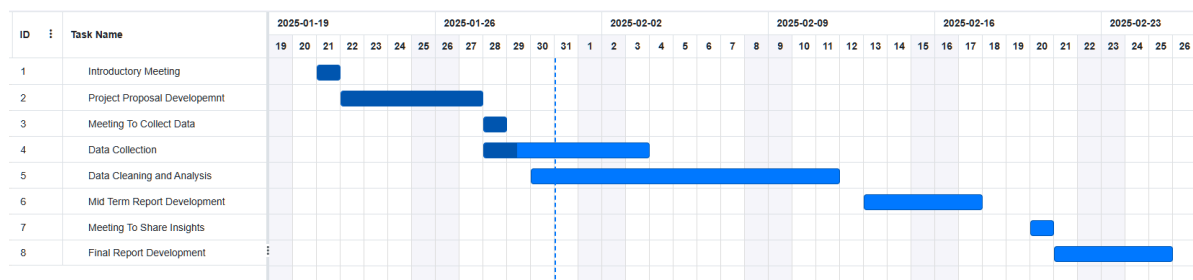 2025-01-19 2025-01-26 2025-02-02 2025-02-09 2025-02-16 2025-02-23
ID Task Name
19 20 21 22 23 24 25 26 27 28 29 30 31 1 2 3 4 5 6 7 8 9 10 11 12 13 14 15 16 17 18 19 20 21 22 23 24 25 26
1 Introductory Meeting
2 Project Proposal Developemnt
3 Meeting To Collect Data
4 Data Collection
5 Data Cleaning and Analysis
6 Mid Term Report Development
7 Meeting To Share Insights
8 Final Report Development